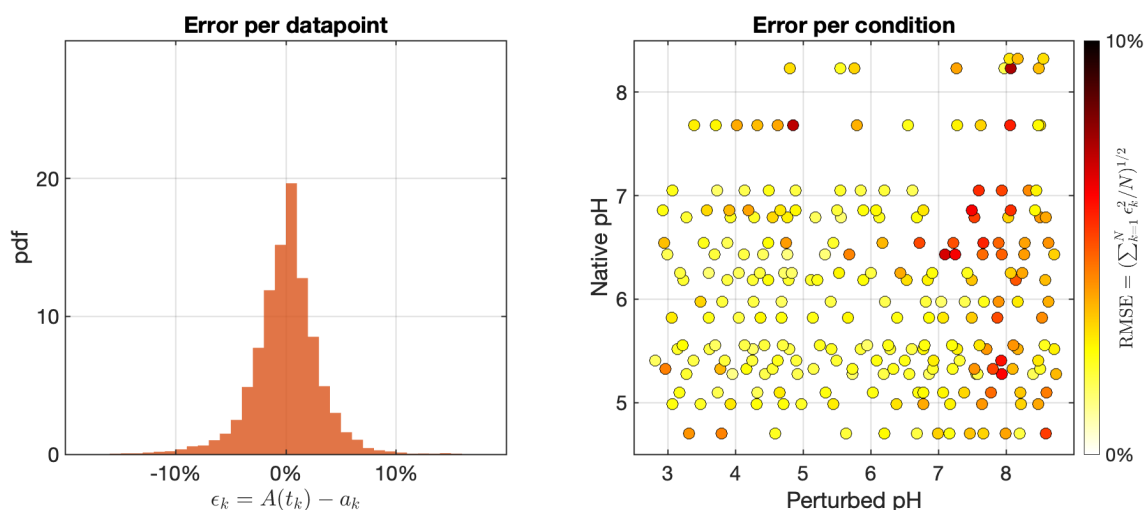 Error per datapoint
pdf
20
10
0
-10%
0%
10%
ϵ_k = A(t_k) − a_k
Error per condition
Native pH
8
7
6
5
3
4
5
6
7
8
Perturbed pH
10%
0%
RMSE = (∑_{k=1}^{N} ϵ_k^2/N)^{1/2}